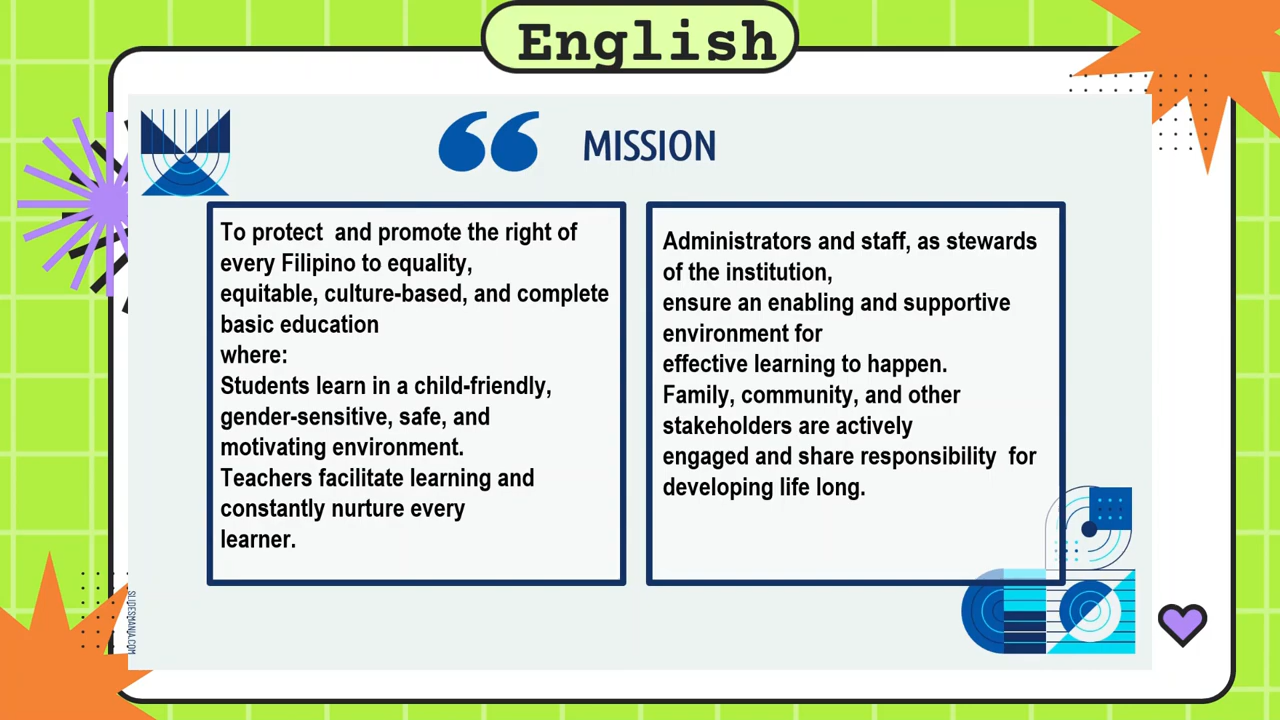 English
MISSION
To protect  and promote the right of
every Filipino to equality,
equitable, culture-based, and complete
basic education
where:
Students learn in a child-friendly,
gender-sensitive, safe, and
motivating environment.
Teachers facilitate learning and
constantly nurture every
learner.
Administrators and staff, as stewards
of the institution,
ensure an enabling and supportive
environment for
effective learning to happen.
Family, community, and other
stakeholders are actively
engaged and share responsibility  for
developing life long.
SLIDESMANIA.COM